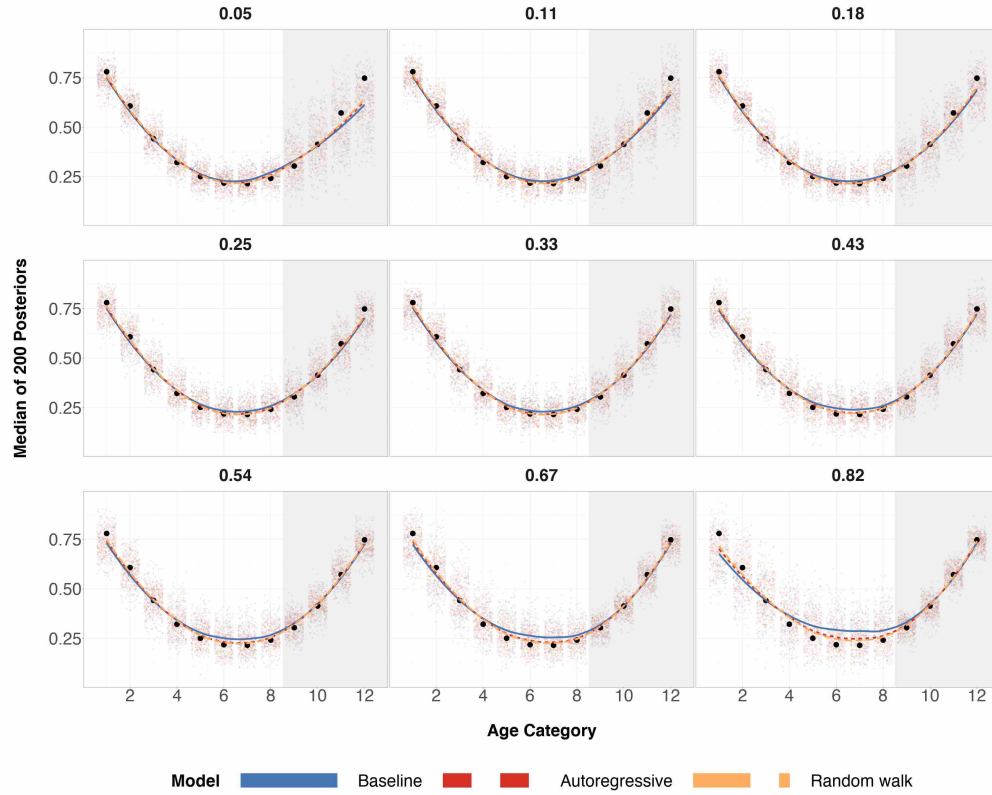 0.05 0.11 0.18
0.75
0.50
0.25
0.25 0.33 0.43
0.75
0.50
0.25
0.54 0.67 0.82
0.75
0.50
0.25
2 4 6 8 10 12 2 4 6 8 10 12 2 4 6 8 10 12
Median of 200 Posteriors
Age Category
Model Baseline Autoregressive Random walk